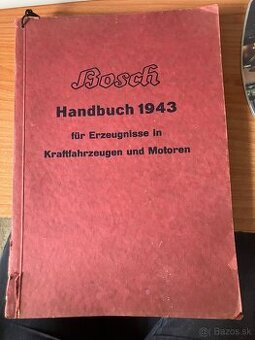 Bosch
Handbuch 1943
für Erzeugnisse in
Kraftfahrzeugen und Motoren
Bazos.sk